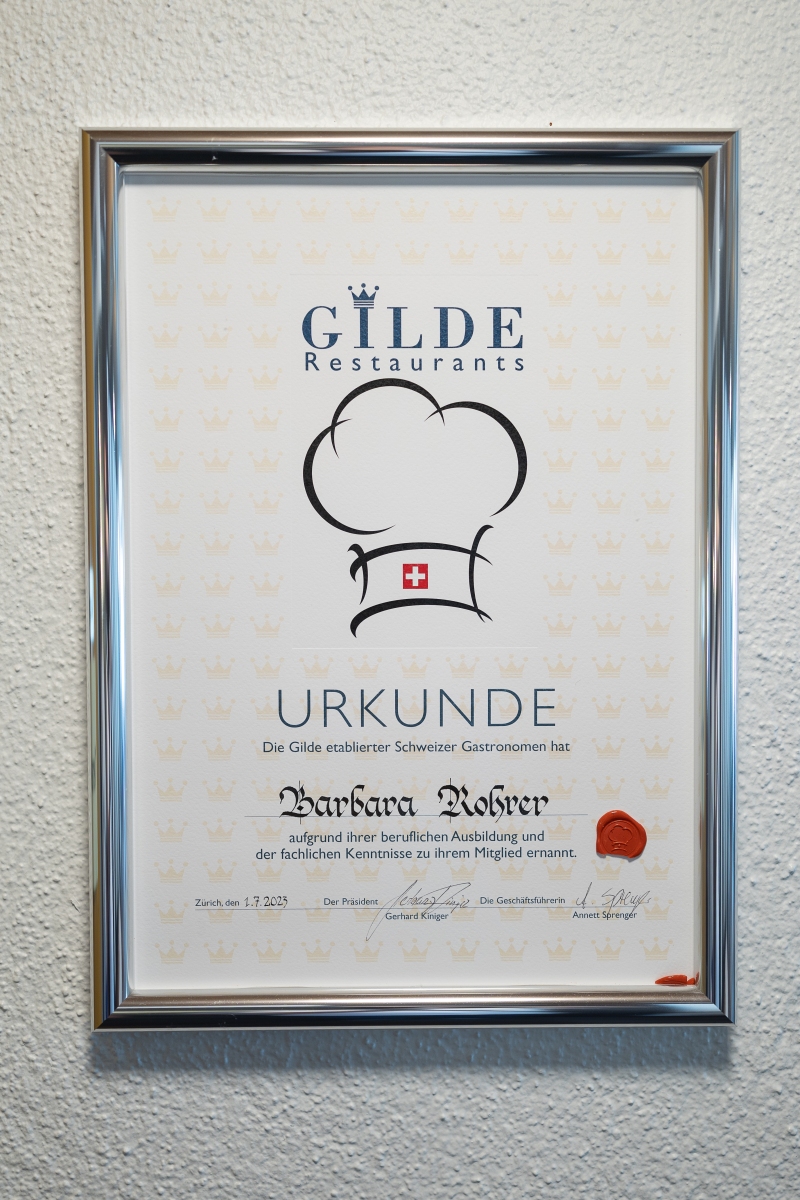 GILDE
Restaurants
URKUNDE
Die Gilde etablierter Schweizer Gastronomen hat
Barbara Rohrer
aufgrund ihrer beruflichen Ausbildung und
der fachlichen Kenntnisse zu ihrem Mitglied ernannt.
Zürich, den 1.7.2023 Der Präsident Die Geschäftsführerin
Gerhard Kiniger Annett Sprenger